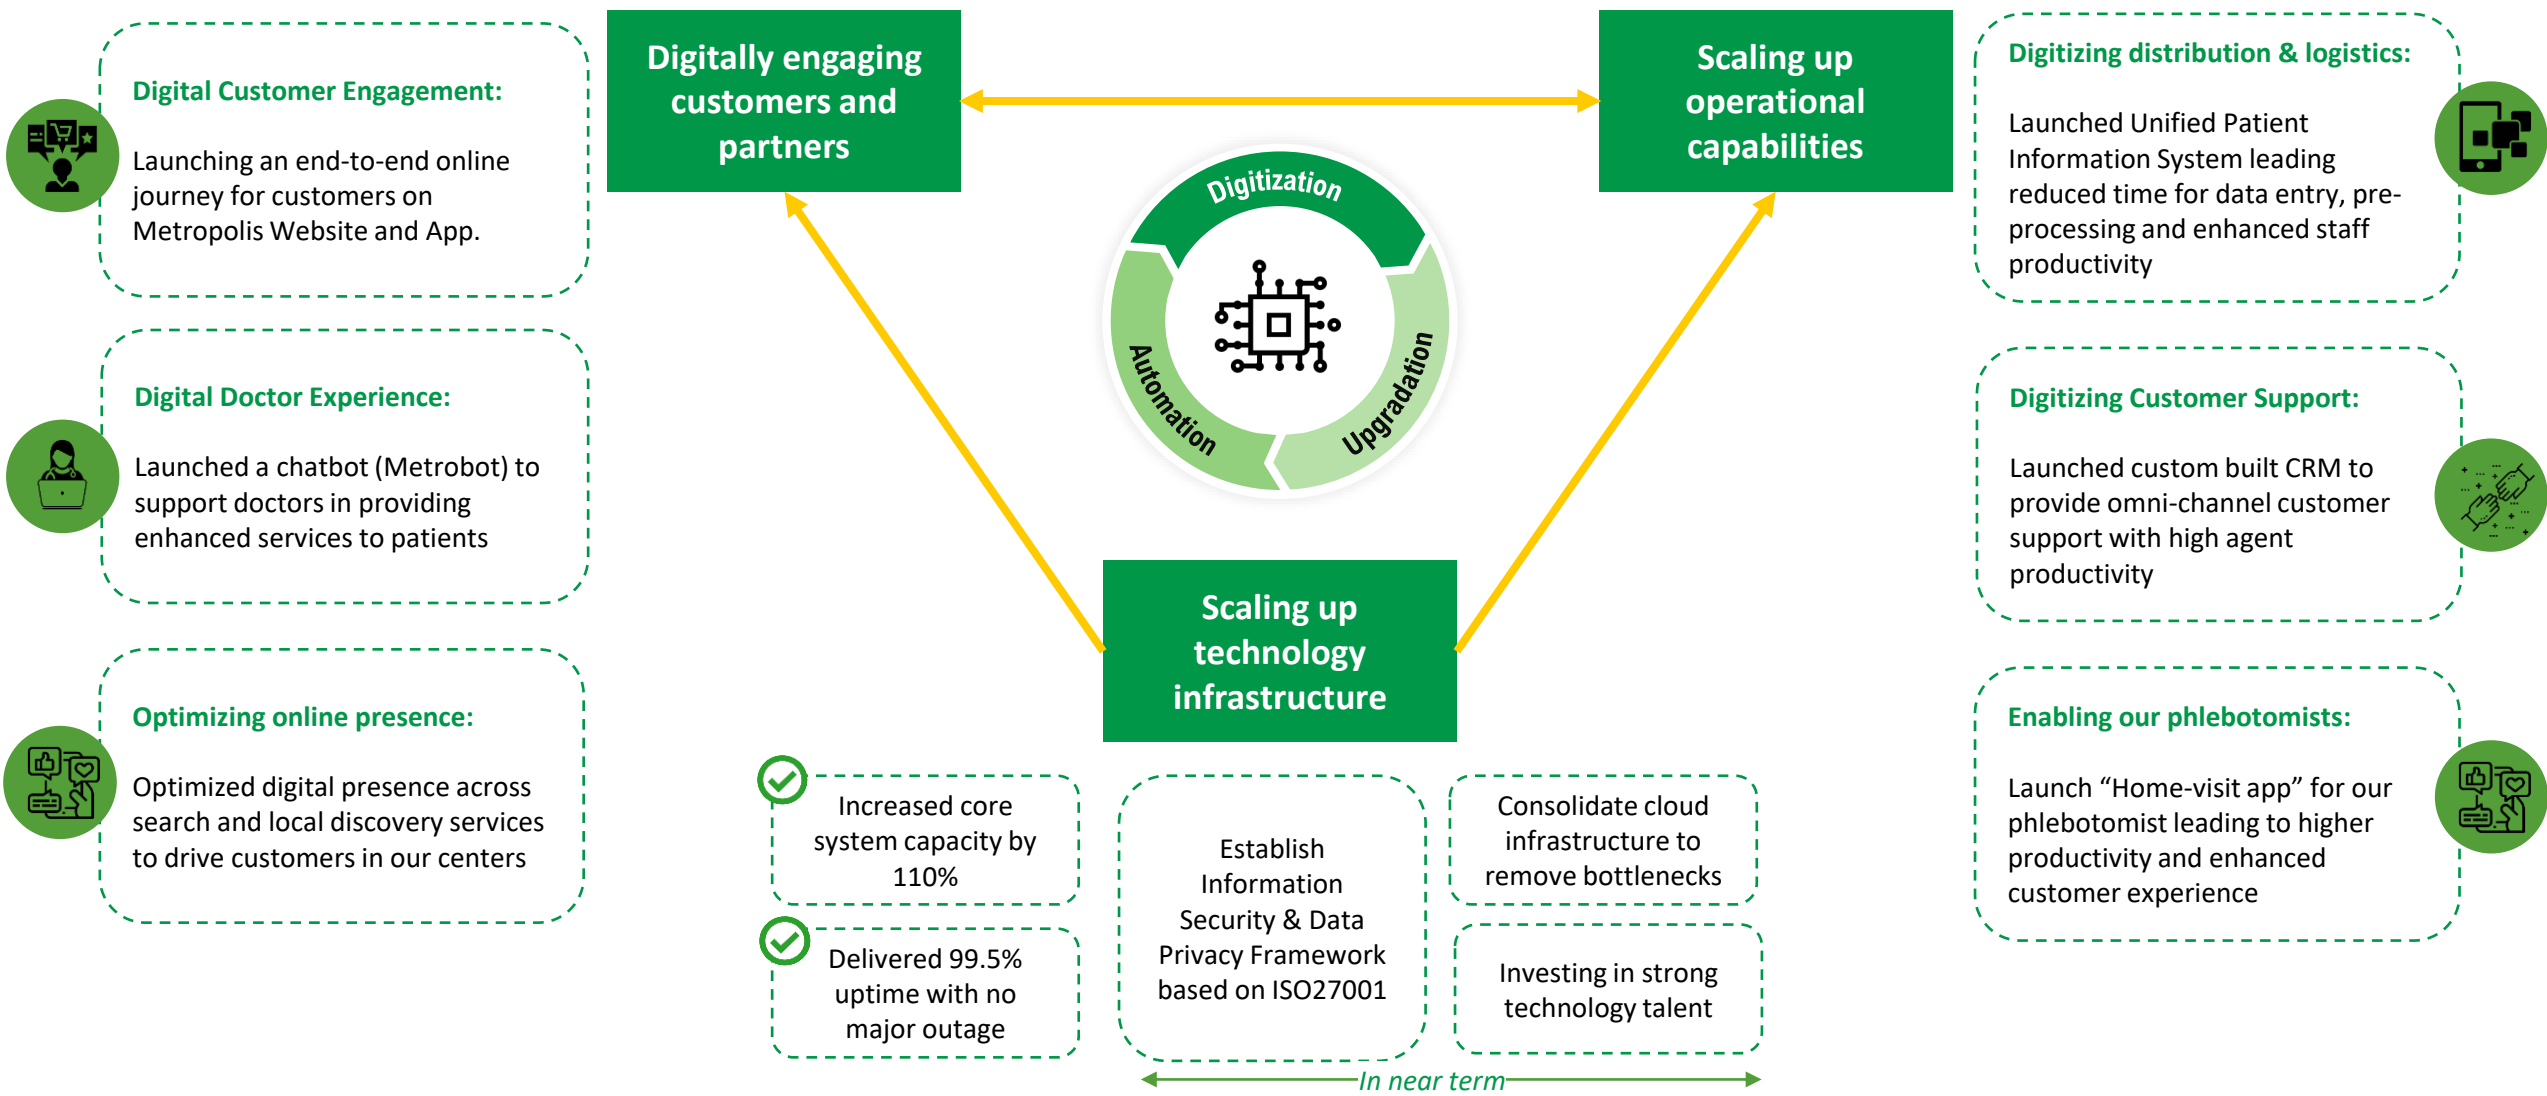 Digital Customer Engagement:
Launching an end-to-end online
journey for customers on
Metropolis Website and App.
Digital Doctor Experience:
Launched a chatbot (Metrobot) to
support doctors in providing
enhanced services to patients
Optimizing online presence:
Optimized digital presence across
search and local discovery services
to drive customers in our centers
Digitally engaging
customers and
partners
Scaling up
operational
capabilities
Digitization
Automation
Upgradation
Scaling up
technology
infrastructure
Increased core
system capacity by
110%
Delivered 99.5%
uptime with no
major outage
Establish
Information
Security & Data
Privacy Framework
based on ISO27001
Consolidate cloud
infrastructure to
remove bottlenecks
Investing in strong
technology talent
In near term
Digitizing distribution & logistics:
Launched Unified Patient
Information System leading
reduced time for data entry, pre-
processing and enhanced staff
productivity
Digitizing Customer Support:
Launched custom built CRM to
provide omni-channel customer
support with high agent
productivity
Enabling our phlebotomists:
Launch “Home-visit app” for our
phlebotomist leading to higher
productivity and enhanced
customer experience